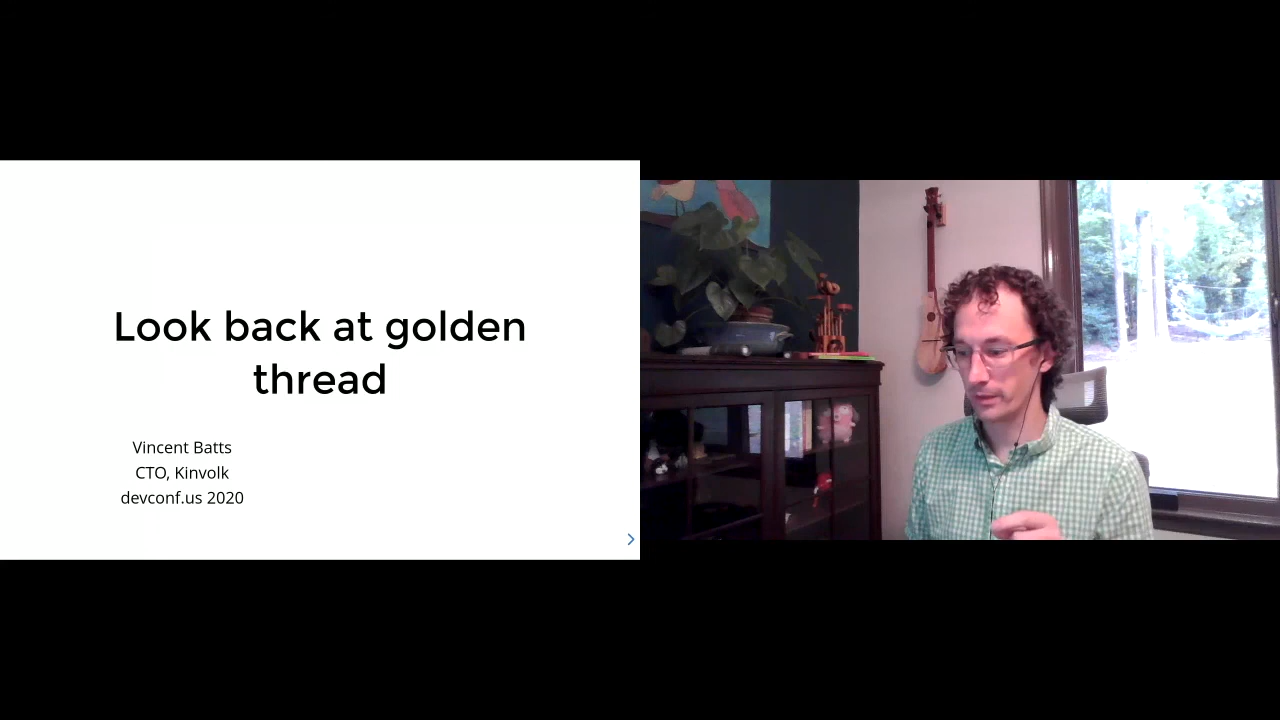 Look back at golden
thread
Vincent Batts
CTO, Kinvolk
devconf.us 2020